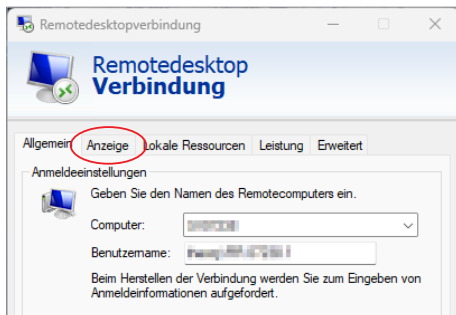 Remotedesktopverbindung
Remotedesktop
Verbindung
Allgemein Anzeige Lokale Ressourcen Leistung Erweitert
Anmeldeeinstellungen
Geben Sie den Namen des Remotecomputers ein.
Computer:
Benutzername:
Beim Herstellen der Verbindung werden Sie zum Eingeben von
Anmeldeinformationen aufgefordert.